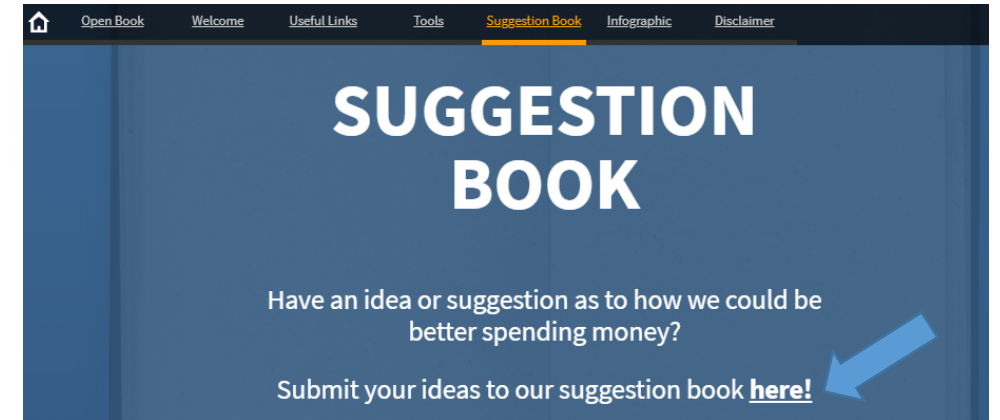 Open Book Welcome Useful Links Tools Suggestion Book Infographic Disclaimer
SUGGESTION
BOOK
Have an idea or suggestion as to how we could be
better spending money?
Submit your ideas to our suggestion book here!